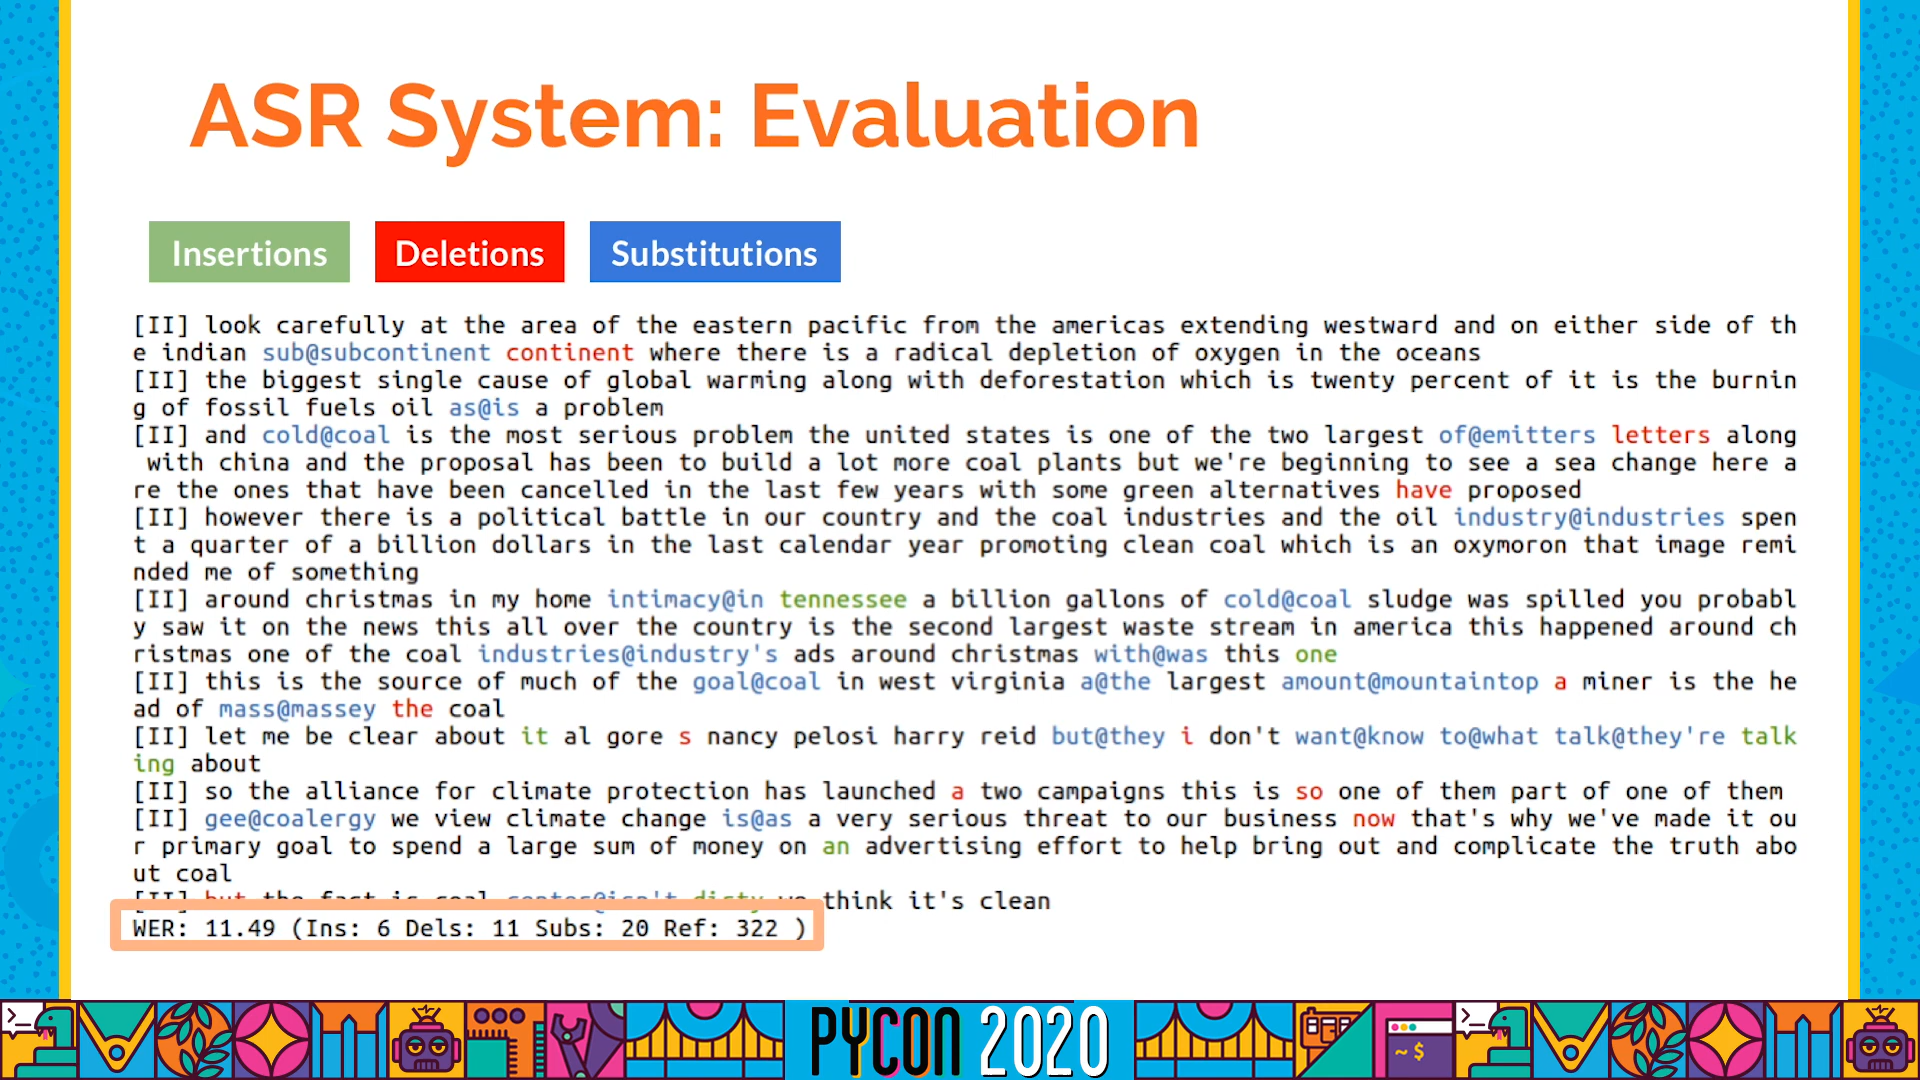 ASR System: Evaluation
Insertions Deletions Substitutions
[II] look carefully at the area of the eastern pacific from the americas extending westward and on either side of th
e indian sub@subcontinent continent where there is a radical depletion of oxygen in the oceans
[II] the biggest single cause of global warming along with deforestation which is twenty percent of it is the burnin
g of fossil fuels oil as@is a problem
[II] and cold@coal is the most serious problem the united states is one of the two largest of@emitters letters along
with china and the proposal has been to build a lot more coal plants but we're beginning to see a sea change here a
re the ones that have been cancelled in the last few years with some green alternatives have proposed
[II] however there is a political battle in our country and the coal industries and the oil industry@industries spen
t a quarter of a billion dollars in the last calendar year promoting clean coal which is an oxymoron that image remi
nded me of something
[II] around christmas in my home intimacy@in tennessee a billion gallons of cold@coal sludge was spilled you probabl
y saw it on the news this all over the country is the second largest waste stream in america this happened around ch
ristmas one of the coal industries@industry's ads around christmas with@was this one
[II] this is the source of much of the goal@coal in west virginia a@the largest amount@mountaintop a miner is the he
ad of mass@massey the coal
[II] let me be clear about it al gore s nancy pelosi harry reid but@they i don't want@know to@what talk@they're talk
ing about
[II] so the alliance for climate protection has launched a two campaigns this is so one of them part of one of them
[II] gee@coalergy we view climate change is@as a very serious threat to our business now that's why we've made it ou
r primary goal to spend a large sum of money on an advertising effort to help bring out and complicate the truth abo
ut coal
[II] but the fact is coal center@isn't dirty we think it's clean
WER: 11.49 (Ins: 6 Dels: 11 Subs: 20 Ref: 322 )
~ $
PYCON 2020
~ $